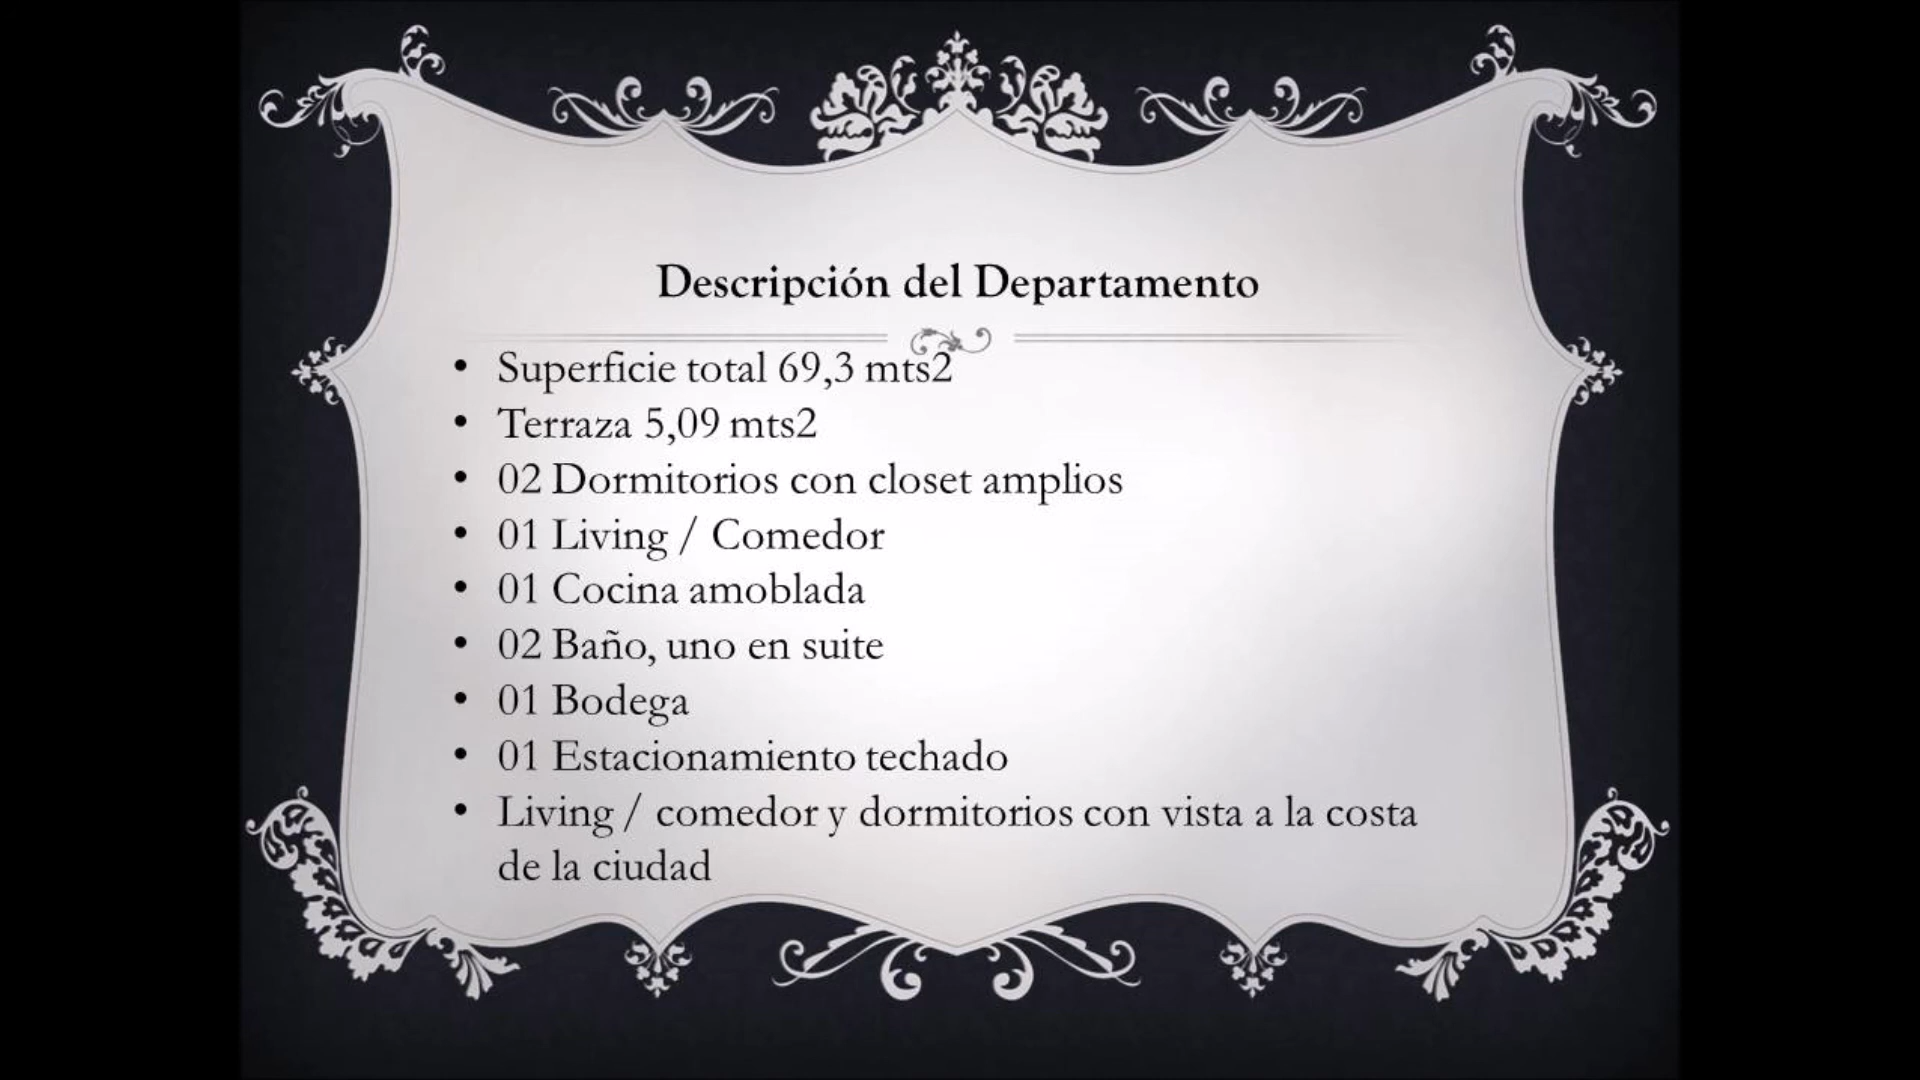 Descripción del Departamento
• Superficie total 69,3 mts2
• Terraza 5,09 mts2
• 02 Dormitorios con closet amplios
• 01 Living / Comedor
• 01 Cocina amoblada
• 02 Baño, uno en suite
• 01 Bodega
• 01 Estacionamiento techado
• Living / comedor y dormitorios con vista a la costa
de la ciudad